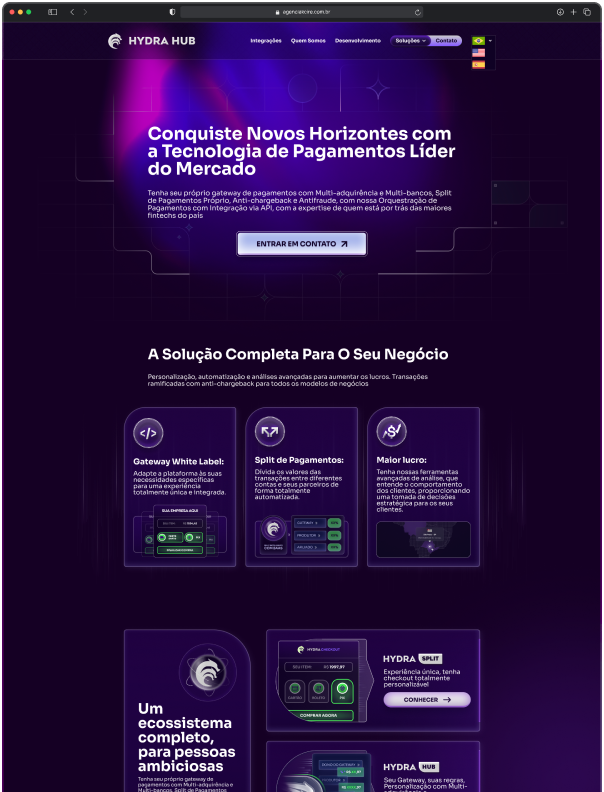 agenciakore.com.br
HYDRA HUB
Integrações Quem Somos Desenvolvimento Soluções Contato
Conquiste Novos Horizontes com
a Tecnologia de Pagamentos Líder
do Mercado
Tenha seu próprio gateway de pagamentos com Multi-adquirência e Multi-bancos, Split
de Pagamentos Próprio, Anti-chargeback e Antifraude, com nossa Orquestração de
Pagamentos com Integração via API, com a expertise de quem está por trás das maiores
fintechs do país
ENTRAR EM CONTATO
A Solução Completa Para O Seu Negócio
Personalização, automatização e análises avançadas para aumentar os lucros. Transações
ramificadas com anti-chargeback para todos os modelos de negócios
Gateway White Label:
Adapte a plataforma às suas
necessidades específicas
para uma experiência
totalmente única e integrada.
SUA EMPRESA AQUI
Split de Pagamentos:
Divida os valores das
transações entre diferentes
contas e seus parceiros de
forma totalmente
automatizada.
GATEWAY
PRODUTOR
AFILIADO
Maior lucro:
Tenha nossas ferramentas
avançadas de análise, que
entende o comportamento
dos clientes, proporcionando
uma tomada de decisões
estratégica para os seus
clientes.
Um
ecossistema
completo,
para pessoas
ambiciosas
Tenha seu próprio gateway de
pagamentos com Multi-adquirência e
Multi-bancos, Split de Pagamentos
HYDRA CHECKOUT
SEU ITEM: R$ 1997,97
CARTÃO BOLETO PIX
COMPRAR AGORA
HYDRA SPLIT
Experiência única, tenha
checkout totalmente
personalizável
CONHECER
HYDRA HUB
Seu Gateway, suas regras,
Personalização com Multi-